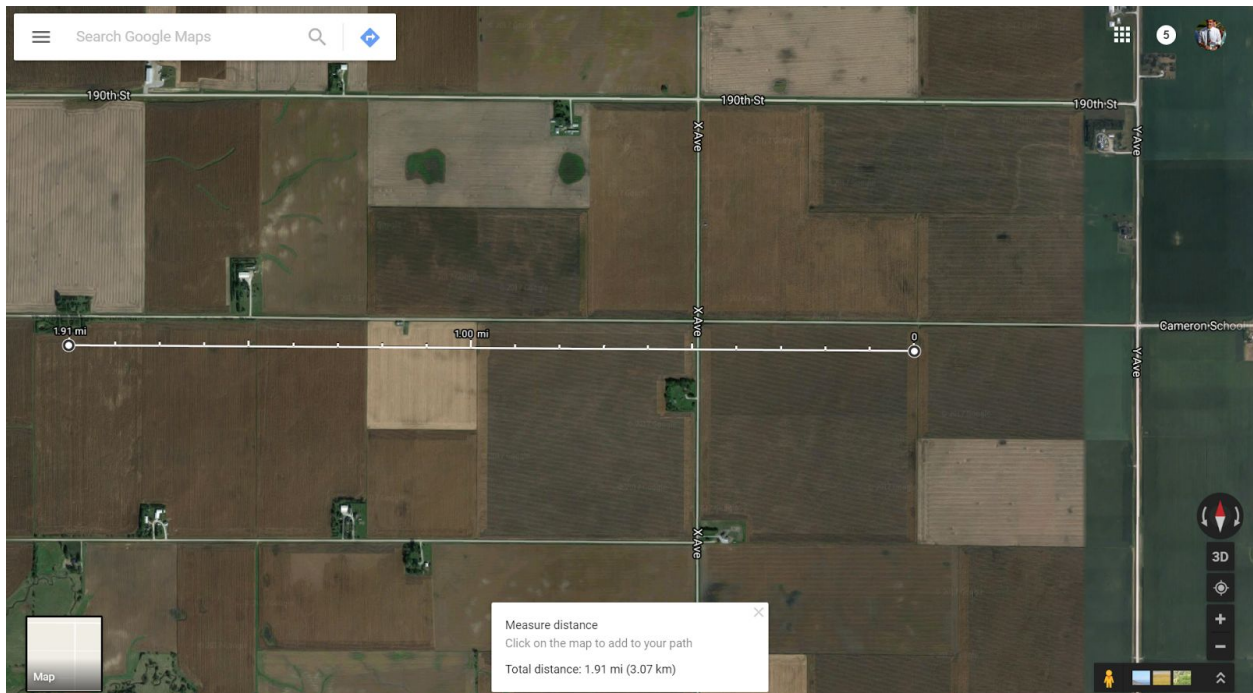 Search Google Maps
5
190th St
190th St
190th St
X Ave
Y Ave
X Ave
Cameron School
1.91 mi
1.00 mi
0
Y Ave
X Ave
3D
Measure distance
Click on the map to add to your path
Total distance: 1.91 mi (3.07 km)
Map